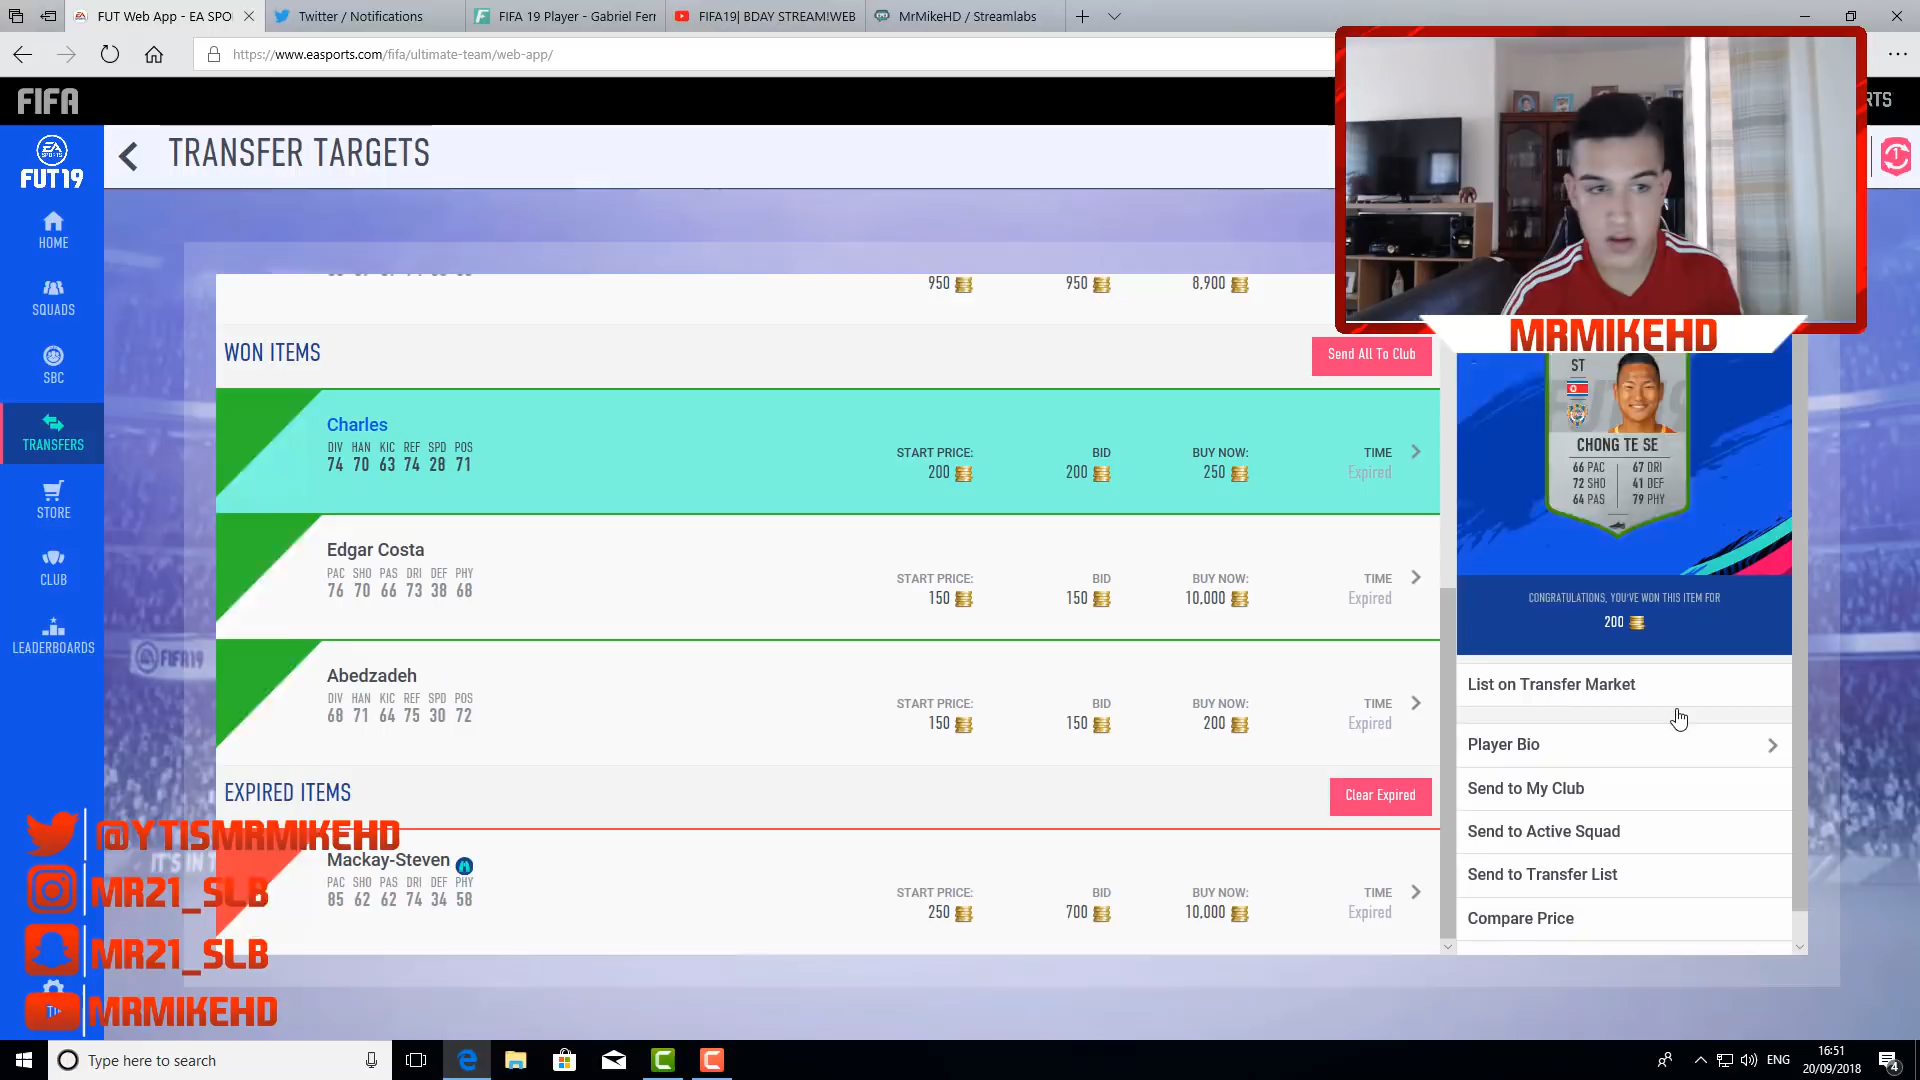 FUT Web App - EA SPO
Twitter / Notifications
FIFA 19 Player - Gabriel Ferr
FIFA19| BDAY STREAM!WEB
MrMikeHD / Streamlabs
https://www.easports.com/fifa/ultimate-team/web-app/
FIFA
RTS
EA SPORTS
FUT19
TRANSFER TARGETS
1
HOME
SQUADS
SBC
TRANSFERS
STORE
CLUB
LEADERBOARDS
950
950
8,900
WON ITEMS
Send All To Club
Charles
DIV HAN KIC REF SPD POS
74 70 63 74 28 71
START PRICE:
200
BID
200
BUY NOW:
250
TIME
Expired
Edgar Costa
PAC SHO PAS DRI DEF PHY
76 70 66 73 38 68
START PRICE:
150
BID
150
BUY NOW:
10,000
TIME
Expired
Abedzadeh
DIV HAN KIC REF SPD POS
68 71 64 75 30 72
START PRICE:
150
BID
150
BUY NOW:
200
TIME
Expired
EXPIRED ITEMS
Clear Expired
Mackay-Steven
PAC SHO PAS DRI DEF PHY
85 62 62 74 34 58
START PRICE:
250
BID
700
BUY NOW:
10,000
TIME
Expired
MRMIKEHD
ST
CHONG TE SE
66 PAC 67 DRI
72 SHO 41 DEF
64 PAS 79 PHY
CONGRATULATIONS, YOU'VE WON THIS ITEM FOR
200
List on Transfer Market
Player Bio
Send to My Club
Send to Active Squad
Send to Transfer List
Compare Price
FIFA19
IT'S IN T
@YTISMRMIKEHD
MR21_SLB
MR21_SLB
MRMIKEHD
Type here to search
ENG
16:51
20/09/2018
4